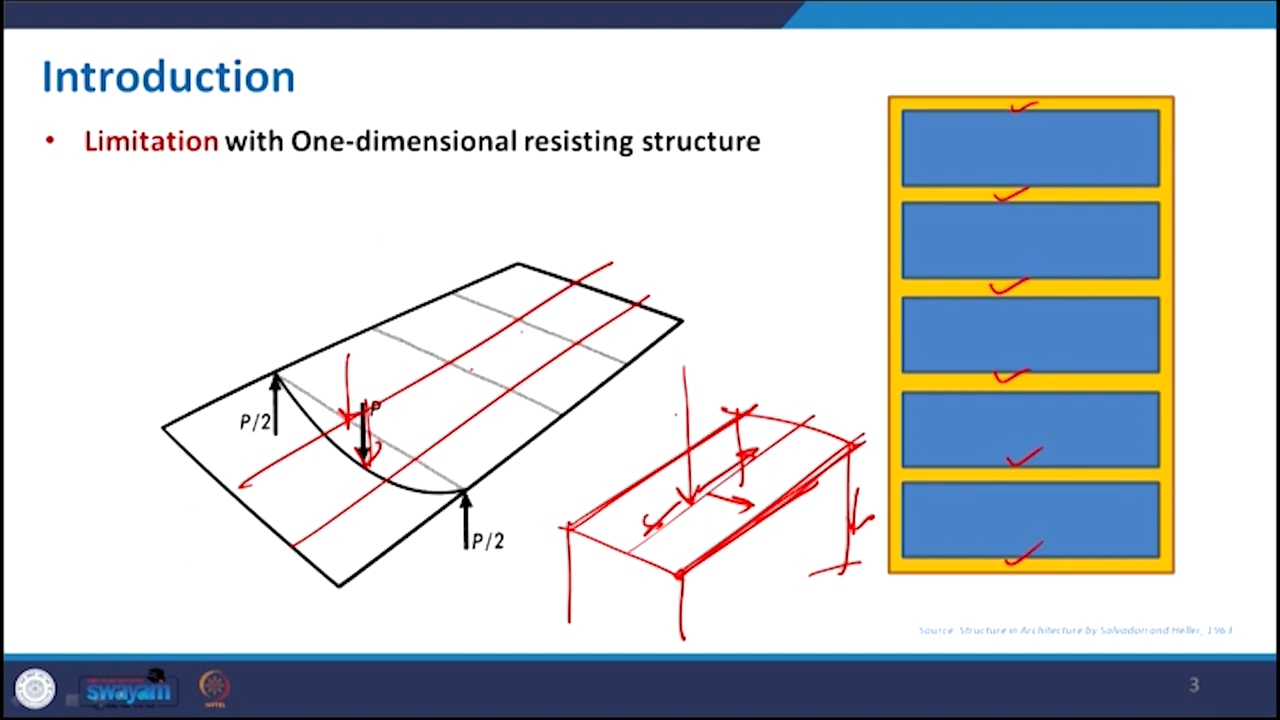 Introduction
• Limitation with One-dimensional resisting structure
P/2
P
P/2
Source: Structure in Architecture by Salvadori and Heller, 1963
swayam
3